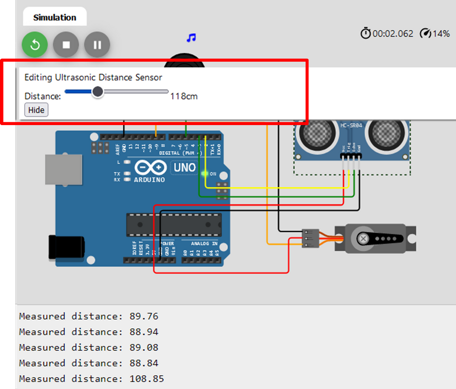 Simulation
00:02.062 14%
Editing Ultrasonic Distance Sensor
Distance: 118cm
Hide
HC-SR04
DIGITAL (PWM ~)
UNO
ON
L
TX
RX
ARDUINO
POWER
ANALOG IN
Measured distance: 89.76
Measured distance: 88.94
Measured distance: 89.08
Measured distance: 88.84
Measured distance: 108.85